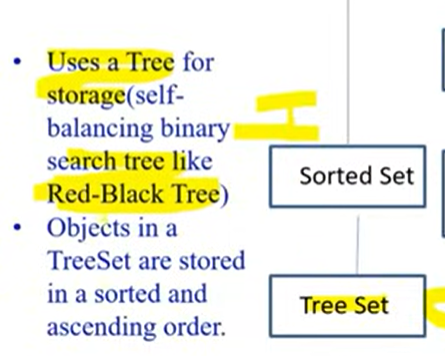 • Uses a Tree for
storage(self-
balancing binary
search tree like
Red-Black Tree)
• Objects in a
TreeSet are stored
in a sorted and
ascending order.
Sorted Set
Tree Set